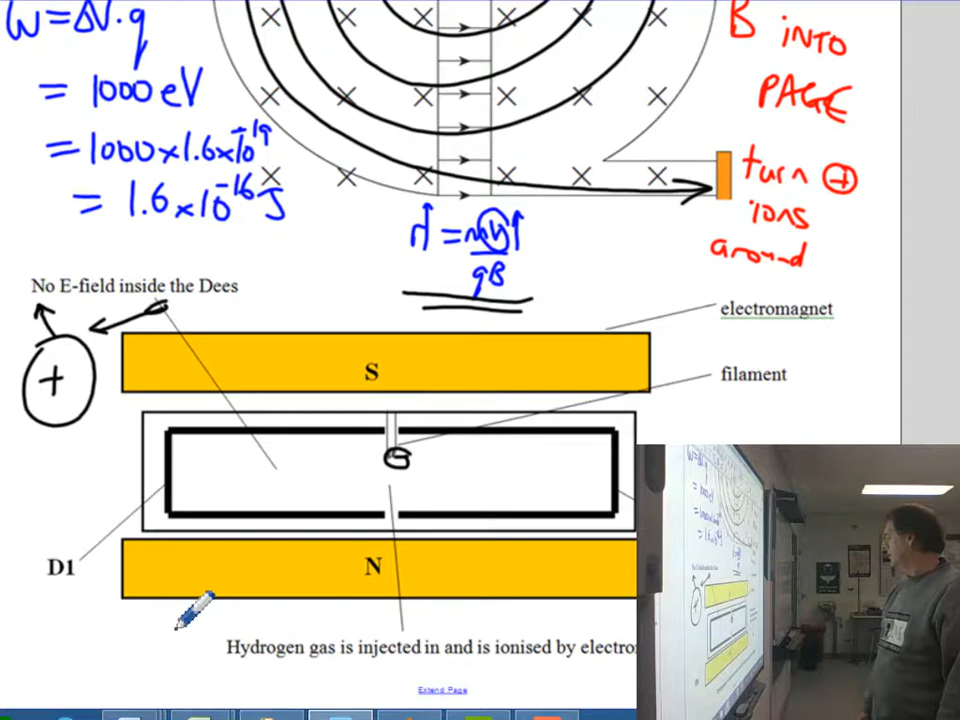 W = ΔV.q
= 1000 eV
= 1000 x 1.6 x 10^-19
= 1.6 x 10^-16 J
B INTO
PAGE
turn + ions
around
r = mv
qB
No E-field inside the Dees
+
electromagnet
S
filament
D1
N
Hydrogen gas is injected in and is ionised by electro
Extend Page